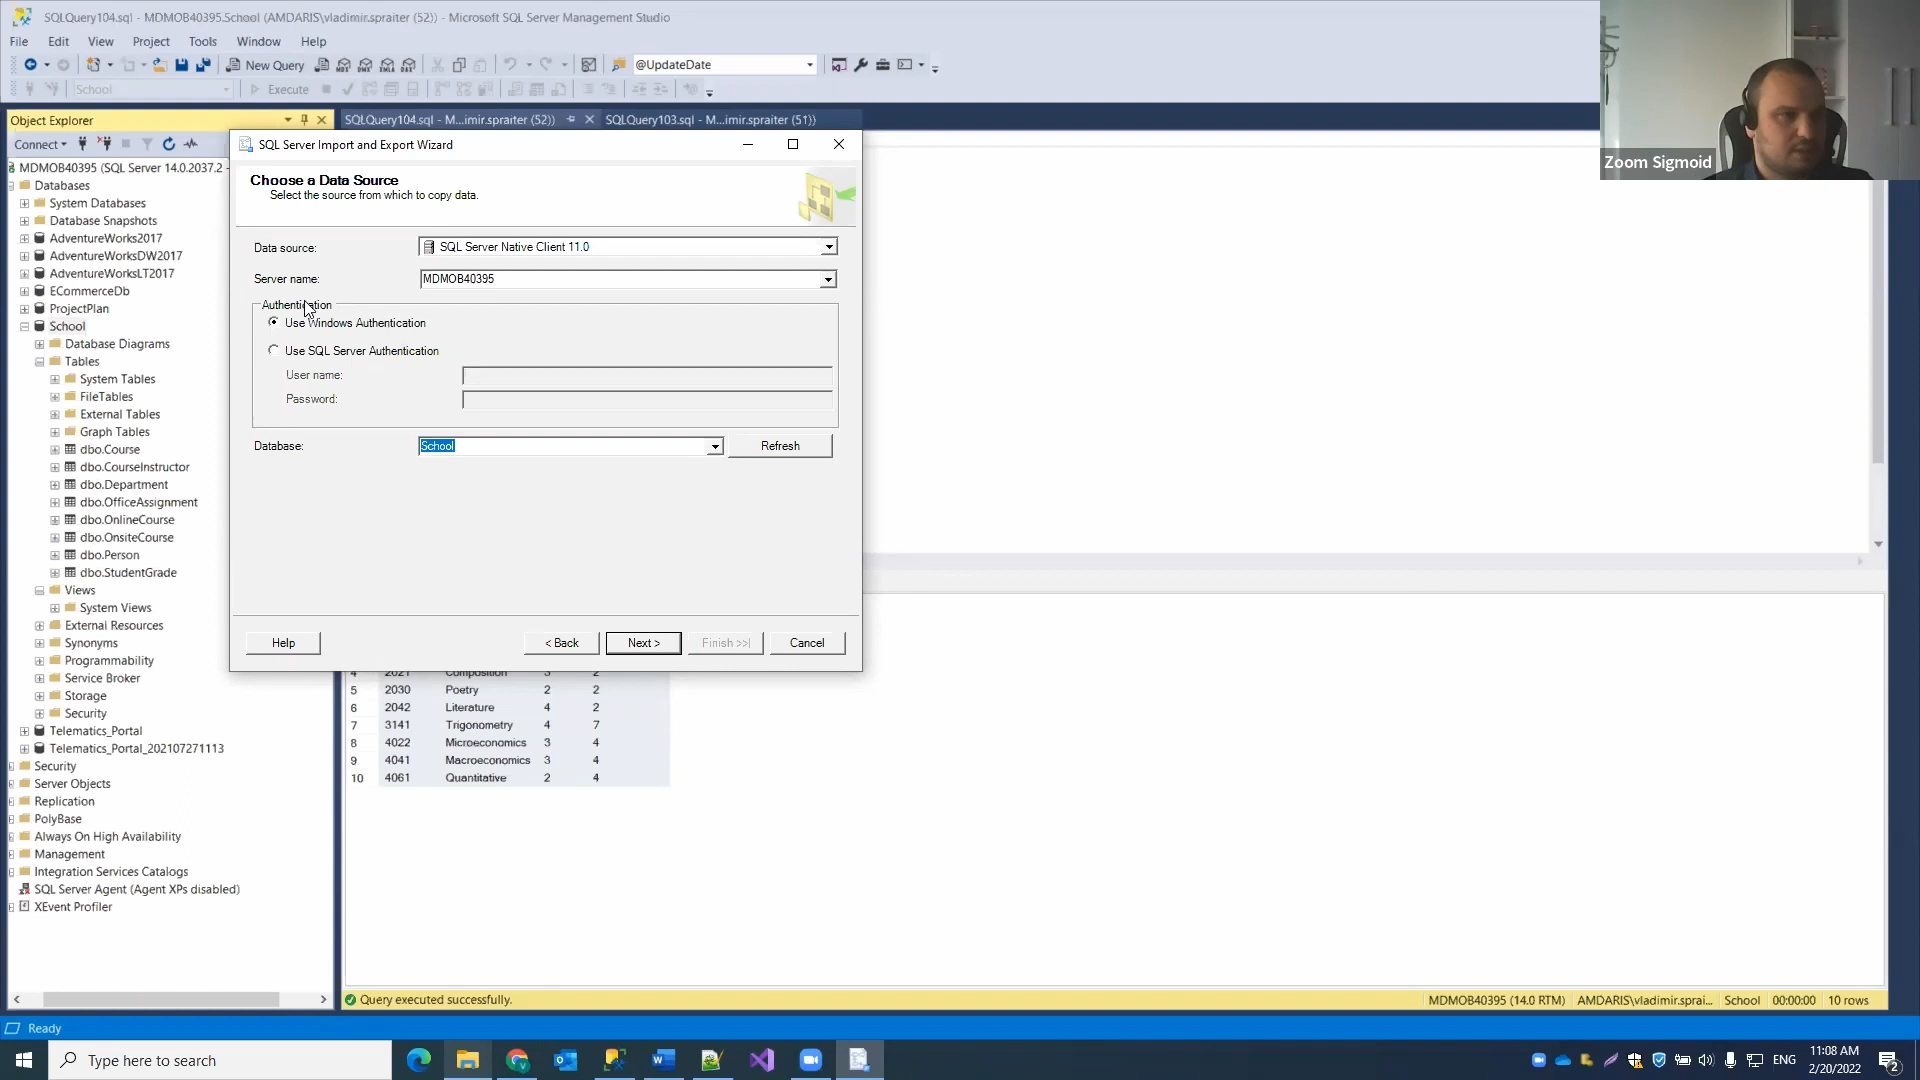 SQLQuery104.sql - MDMOB40395.School (AMDARIS\vladimir.spraiter (52)) - Microsoft SQL Server Management Studio
File Edit View Project Tools Window Help
New Query @UpdateDate
School Execute
Object Explorer
SQLQuery104.sql - M...imir.spraiter (52)) SQLQuery103.sql - M...imir.spraiter (51))
Connect
MDMOB40395 (SQL Server 14.0.2037.2 -
Databases
System Databases
Database Snapshots
AdventureWorks2017
AdventureWorksDW2017
AdventureWorksLT2017
ECommerceDb
ProjectPlan
School
Database Diagrams
Tables
System Tables
FileTables
External Tables
Graph Tables
dbo.Course
dbo.CourseInstructor
dbo.Department
dbo.OfficeAssignment
dbo.OnlineCourse
dbo.OnsiteCourse
dbo.Person
dbo.StudentGrade
Views
System Views
External Resources
Synonyms
Programmability
Service Broker
Storage
Security
Telematics_Portal
Telematics_Portal_202107271113
Security
Server Objects
Replication
PolyBase
Always On High Availability
Management
Integration Services Catalogs
SQL Server Agent (Agent XPs disabled)
XEvent Profiler
SQL Server Import and Export Wizard
Choose a Data Source
Select the source from which to copy data.
Data source: SQL Server Native Client 11.0
Server name: MDMOB40395
Authentication
Use Windows Authentication
Use SQL Server Authentication
User name:
Password:
Database: School Refresh
Help < Back Next > Finish >>| Cancel
4 2021 Composition 3 2
5 2030 Poetry 2 2
6 2042 Literature 4 2
7 3141 Trigonometry 4 7
8 4022 Microeconomics 3 4
9 4041 Macroeconomics 3 4
10 4061 Quantitative 2 4
Query executed successfully. MDMOB40395 (14.0 RTM) AMDARIS\vladimir.sprai... School 00:00:00 10 rows
Ready
Zoom Sigmoid
Type here to search
ENG
11:08 AM
2/20/2022
2